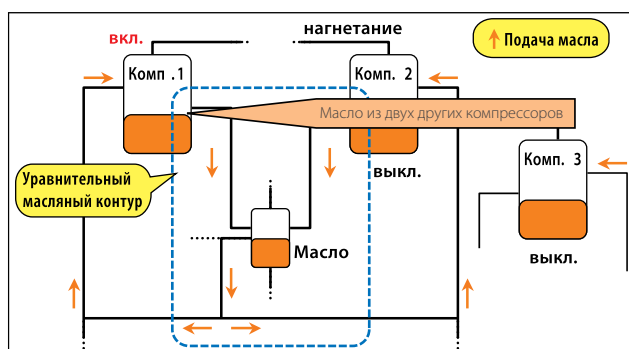 вкл.
нагнетание
Подача масла
Комп .1
Комп. 2
Масло из двух других компрессоров
Комп. 3
выкл.
Уравнительный
масляный контур
Масло
выкл.